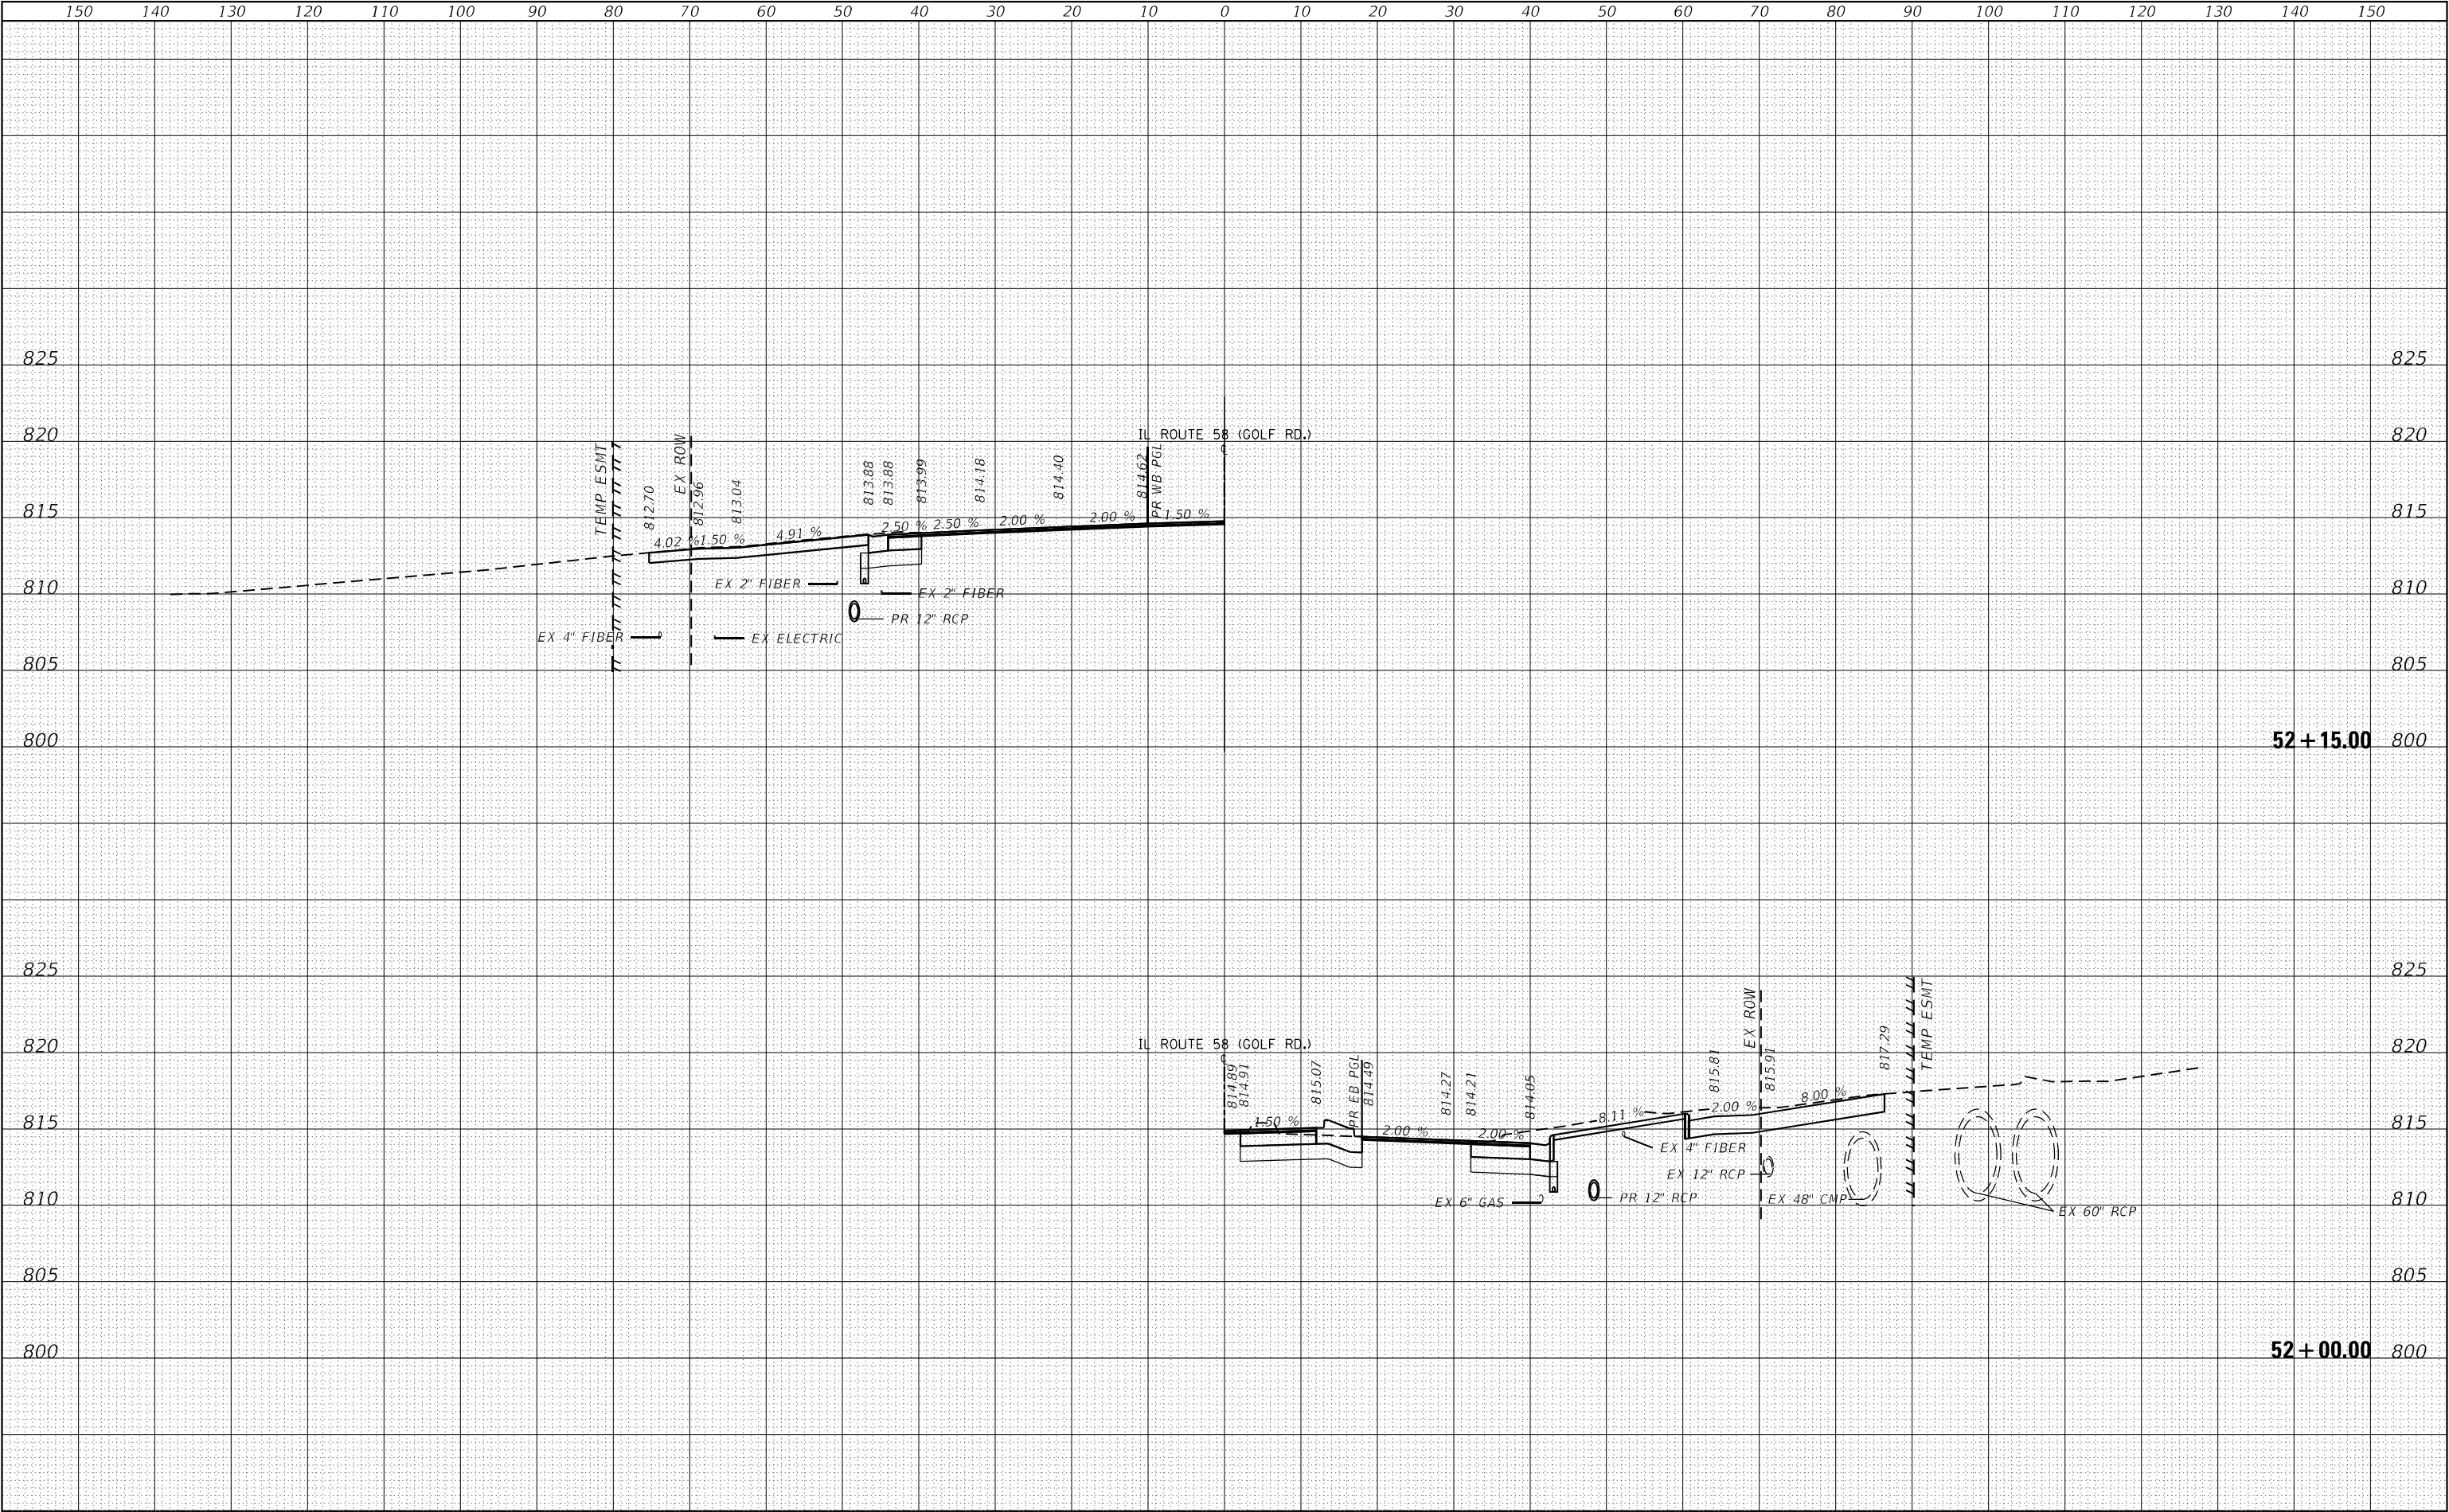 150 140 130 120 110 100 90 80 70 60 50 40 30 20 10 0 10 20 30 40 50 60 70 80 90 100 110 120 130 140 150
825 825
820 820
IL ROUTE 58 (GOLF RD.)
℄
TEMP ESMT
EX ROW
812.70
812.96
813.04
813.88
813.88
813.99
814.18
814.40
814.62
PR WB PGL
815 815
4.02 %
1.50 %
4.91 %
2.50 %
2.50 %
2.00 %
2.00 %
1.50 %
810 810
EX 2" FIBER
EX 2" FIBER
PR 12" RCP
EX 4" FIBER
EX ELECTRIC
805 805
800 52+15.00 800
825 825
820 820
IL ROUTE 58 (GOLF RD.)
℄
814.89
814.91
815.07
PR EB PGL
814.49
814.27
814.21
814.05
815.81
EX ROW
815.91
817.29
TEMP ESMT
815 815
1.50 %
2.00 %
2.00 %
8.11 %
2.00 %
8.00 %
EX 4" FIBER
EX 12" RCP
810 810
EX 6" GAS
PR 12" RCP
EX 48" CMP
EX 60" RCP
805 805
800 52+00.00 800